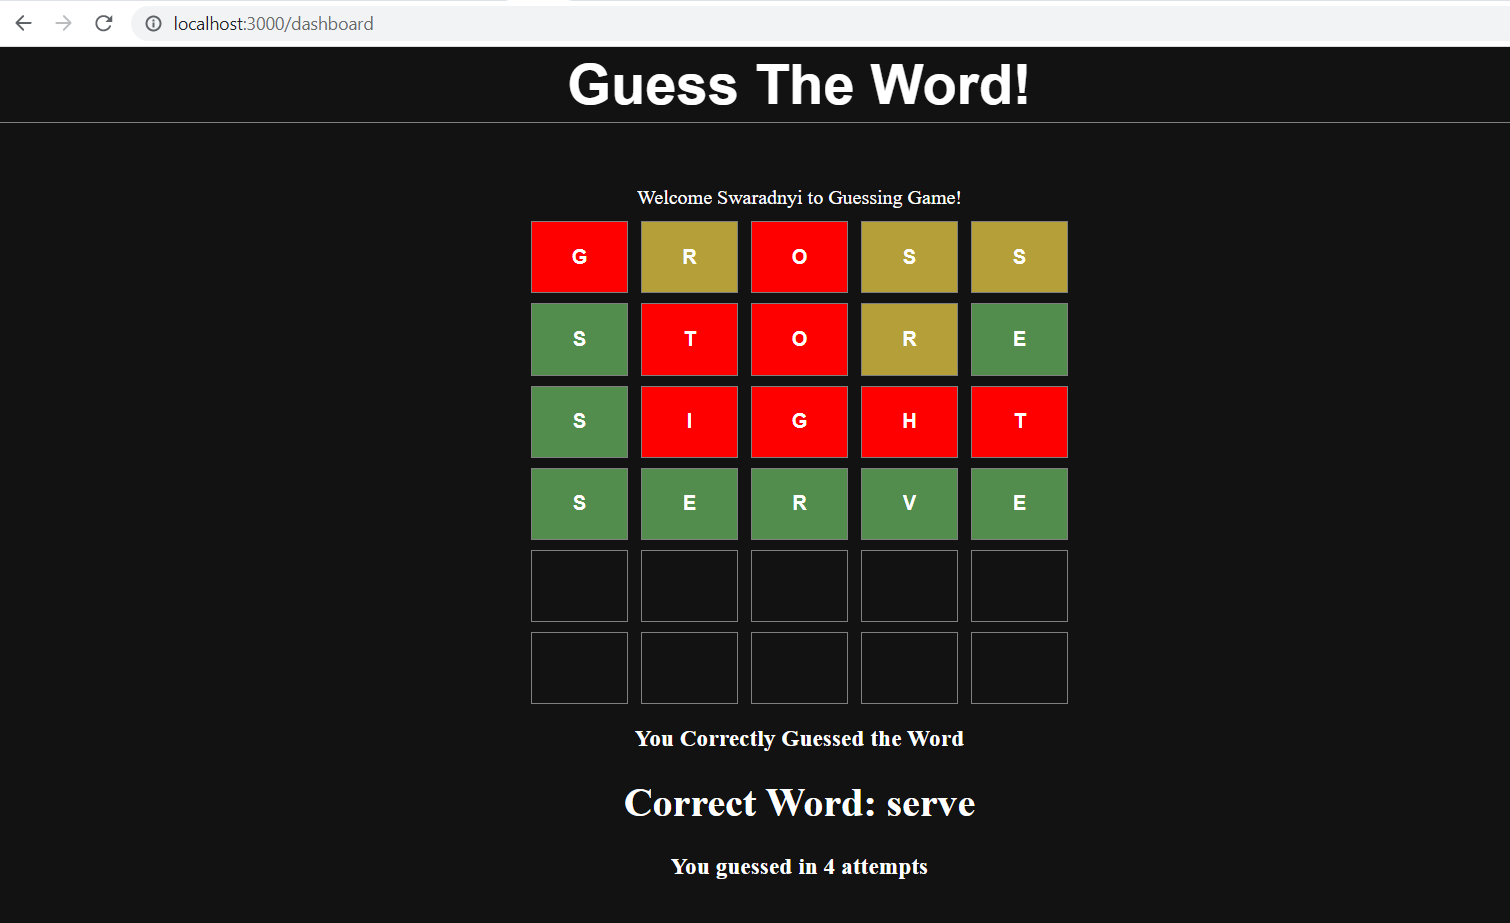 localhost:3000/dashboard
Guess The Word!
Welcome Swaradnyi to Guessing Game!
G R O S S
S T O R E
S I G H T
S E R V E
You Correctly Guessed the Word
Correct Word: serve
You guessed in 4 attempts